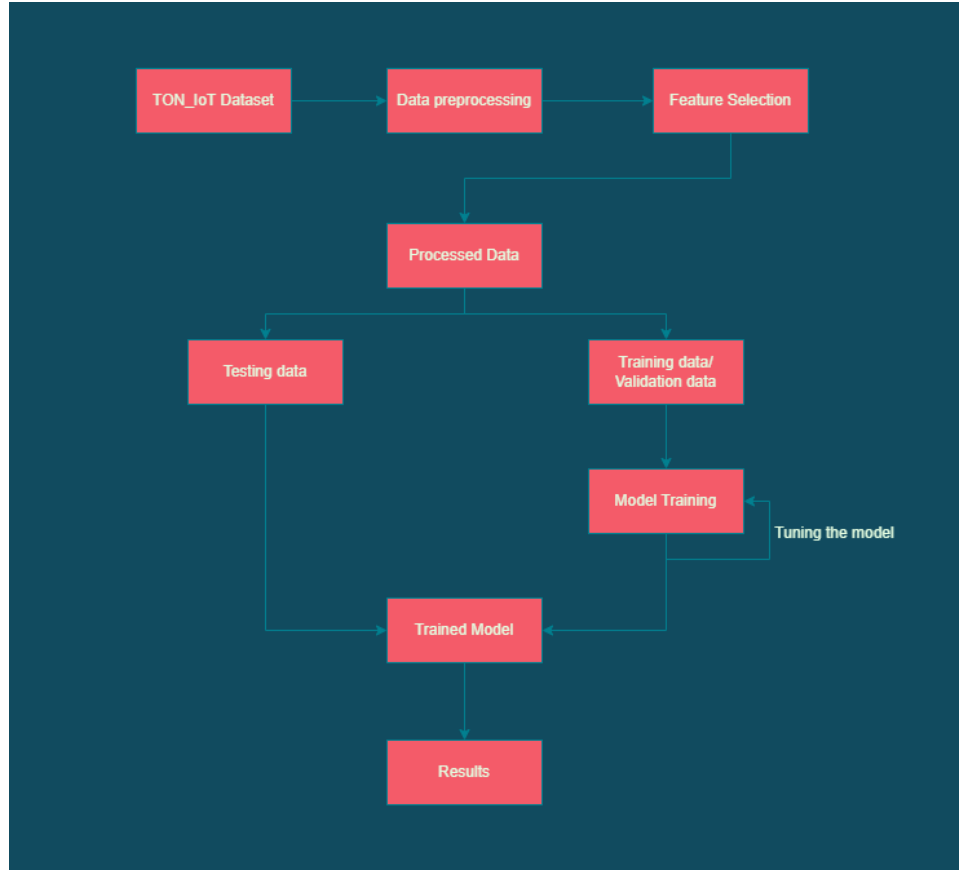 TON_IoT Dataset
Data preprocessing
Feature Selection
Processed Data
Testing data
Training data/
Validation data
Model Training
Tuning the model
Trained Model
Results